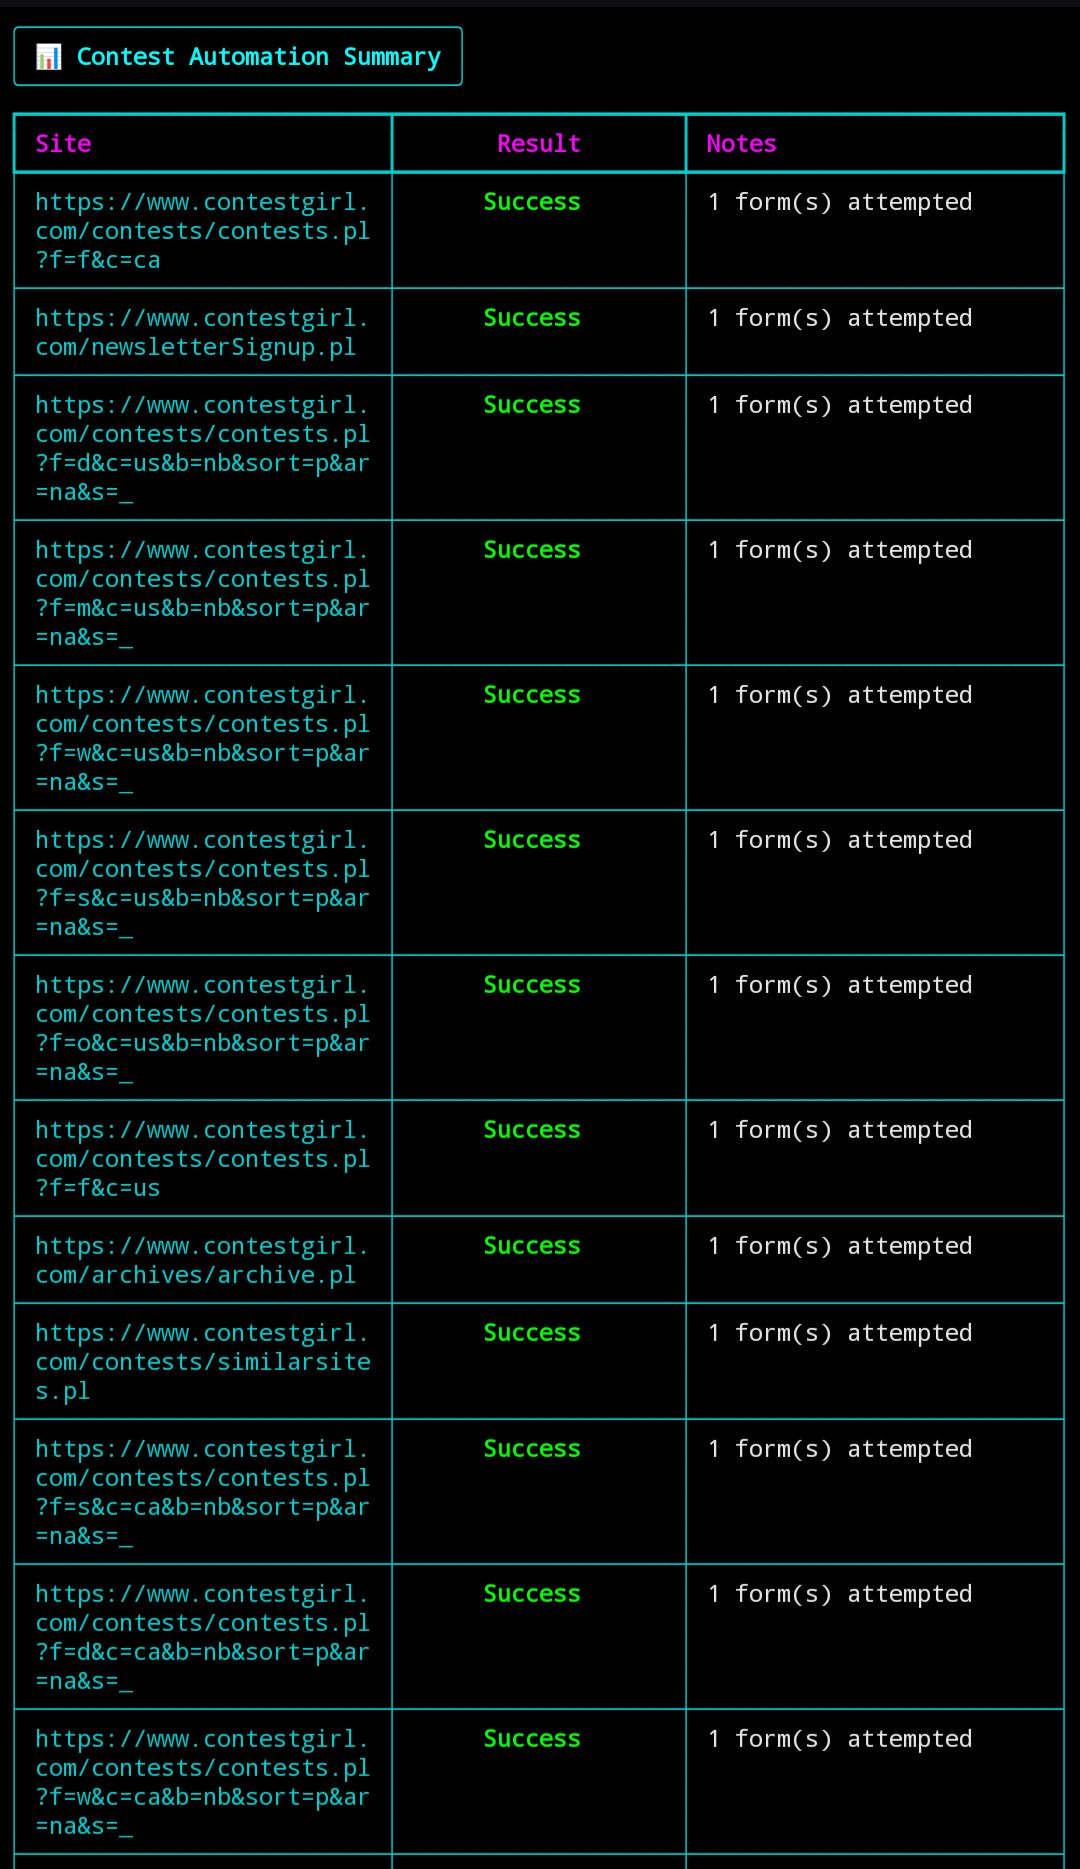 📊 Contest Automation Summary
Site Result Notes
https://www.contestgirl. Success 1 form(s) attempted
com/contests/contests.pl
?f=f&c=ca
https://www.contestgirl. Success 1 form(s) attempted
com/newsletterSignup.pl
https://www.contestgirl. Success 1 form(s) attempted
com/contests/contests.pl
?f=d&c=us&b=nb&sort=p&ar
=na&s=_
https://www.contestgirl. Success 1 form(s) attempted
com/contests/contests.pl
?f=m&c=us&b=nb&sort=p&ar
=na&s=_
https://www.contestgirl. Success 1 form(s) attempted
com/contests/contests.pl
?f=w&c=us&b=nb&sort=p&ar
=na&s=_
https://www.contestgirl. Success 1 form(s) attempted
com/contests/contests.pl
?f=s&c=us&b=nb&sort=p&ar
=na&s=_
https://www.contestgirl. Success 1 form(s) attempted
com/contests/contests.pl
?f=o&c=us&b=nb&sort=p&ar
=na&s=_
https://www.contestgirl. Success 1 form(s) attempted
com/contests/contests.pl
?f=f&c=us
https://www.contestgirl. Success 1 form(s) attempted
com/archives/archive.pl
https://www.contestgirl. Success 1 form(s) attempted
com/contests/similarsite
s.pl
https://www.contestgirl. Success 1 form(s) attempted
com/contests/contests.pl
?f=s&c=ca&b=nb&sort=p&ar
=na&s=_
https://www.contestgirl. Success 1 form(s) attempted
com/contests/contests.pl
?f=d&c=ca&b=nb&sort=p&ar
=na&s=_
https://www.contestgirl. Success 1 form(s) attempted
com/contests/contests.pl
?f=w&c=ca&b=nb&sort=p&ar
=na&s=_